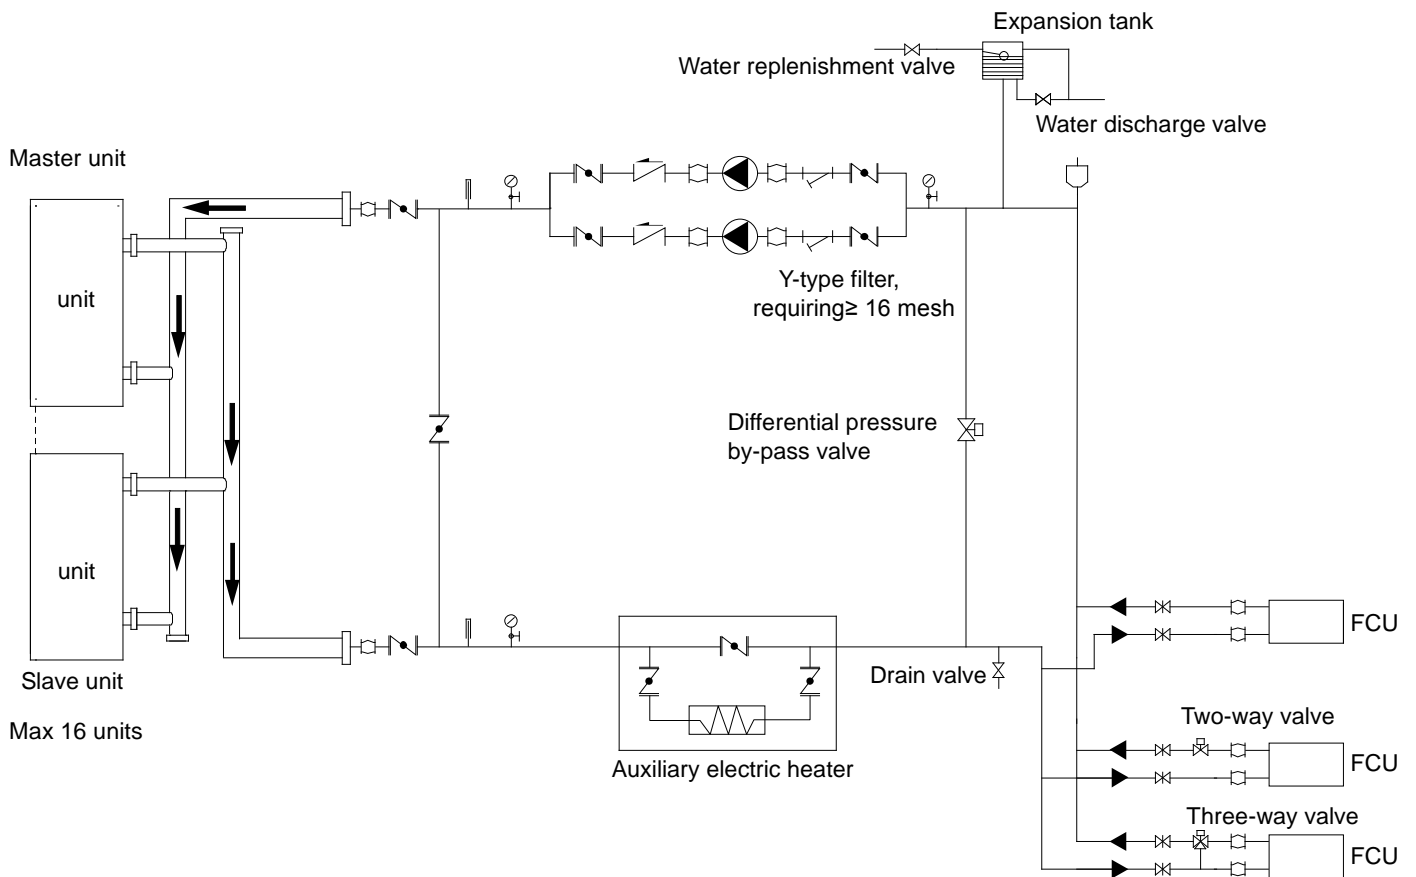 Expansion tank
Water replenishment valve
Water discharge valve
Master unit
unit
Y-type filter,
requiring≥ 16 mesh
Differential pressure
by-pass valve
unit
FCU
Drain valve
Slave unit
Two-way valve
Max 16 units
FCU
Auxiliary electric heater
Three-way valve
FCU